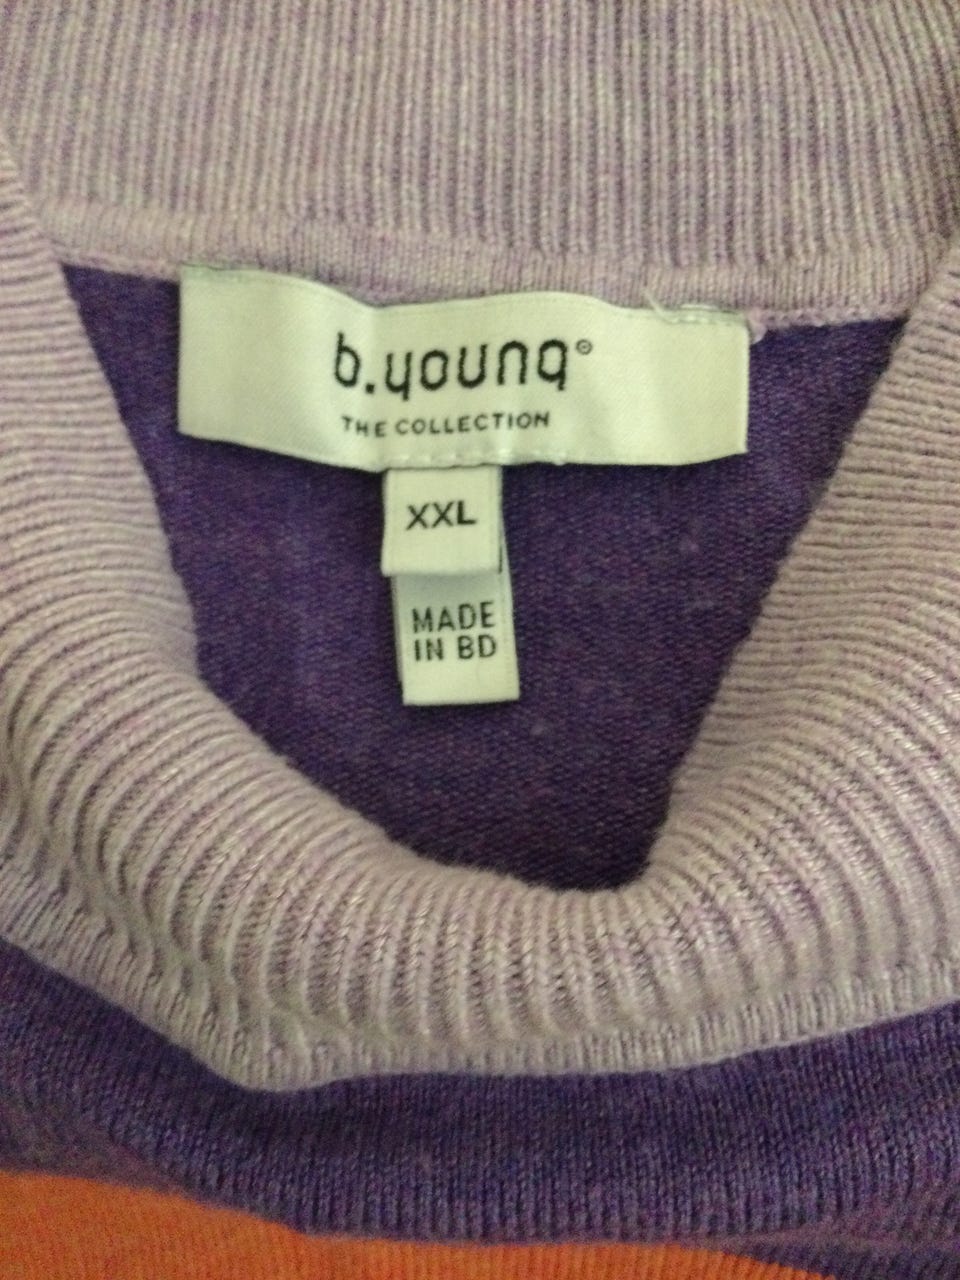 b.young®
THE COLLECTION
XXL
MADE
IN BD